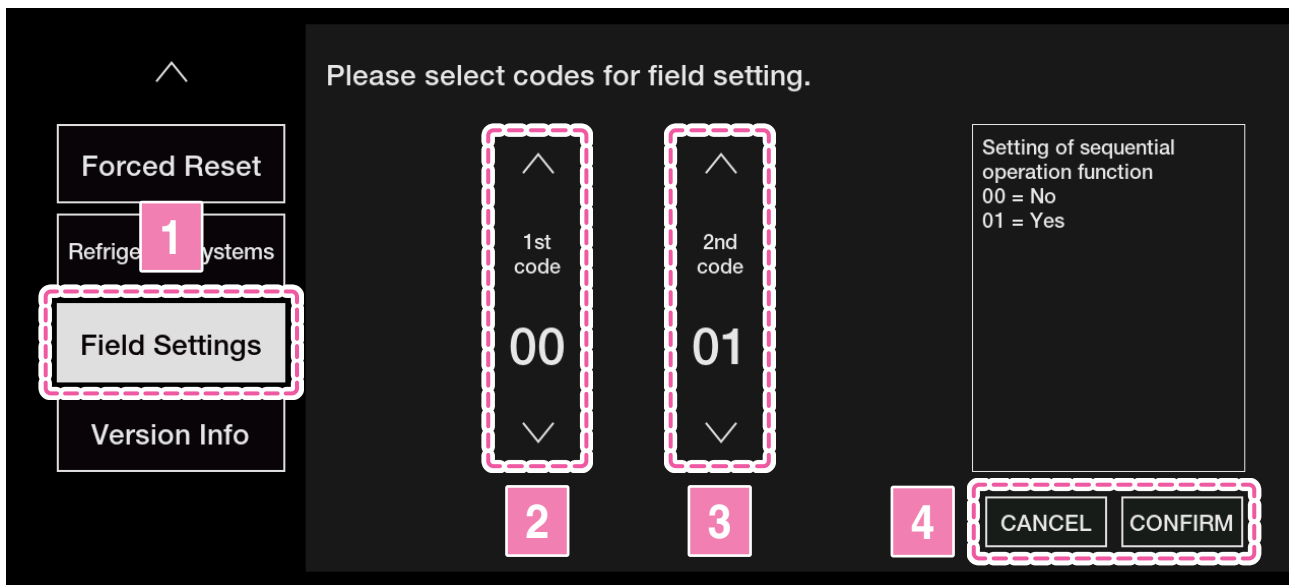 Please select codes for field setting.
Forced Reset
1
Refrige ystems
Field Settings
Version Info
1st
code
00
2
2nd
code
01
3
Setting of sequential
operation function
00 = No
01 = Yes
4
CANCEL
CONFIRM